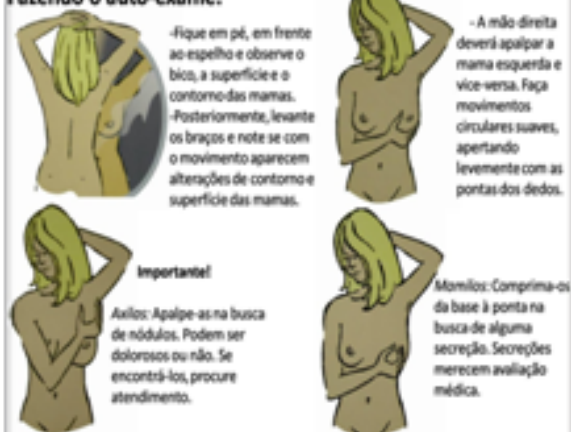 Fazendo o auto-exame:
-Fique em pé, em frente
ao espelho e observe o
bico, a superfície e o
contorno das mamas.
-Posteriormente, levante
os braços e note se com
o movimento aparecem
alterações de contorno e
superfície das mamas.
- A mão direita
deverá apalpar a
mama esquerda e
vice-versa. Faça
movimentos
circulares suaves,
apertando
levemente com as
pontas dos dedos.
Importante!
Axilas: Apalpe-as na busca
de nódulos. Podem ser
dolorosos ou não. Se
encontrá-los, procure
atendimento.
Mamilos: Comprima-os
da base à ponta na
busca de alguma
secreção. Secreções
merecem avaliação
médica.